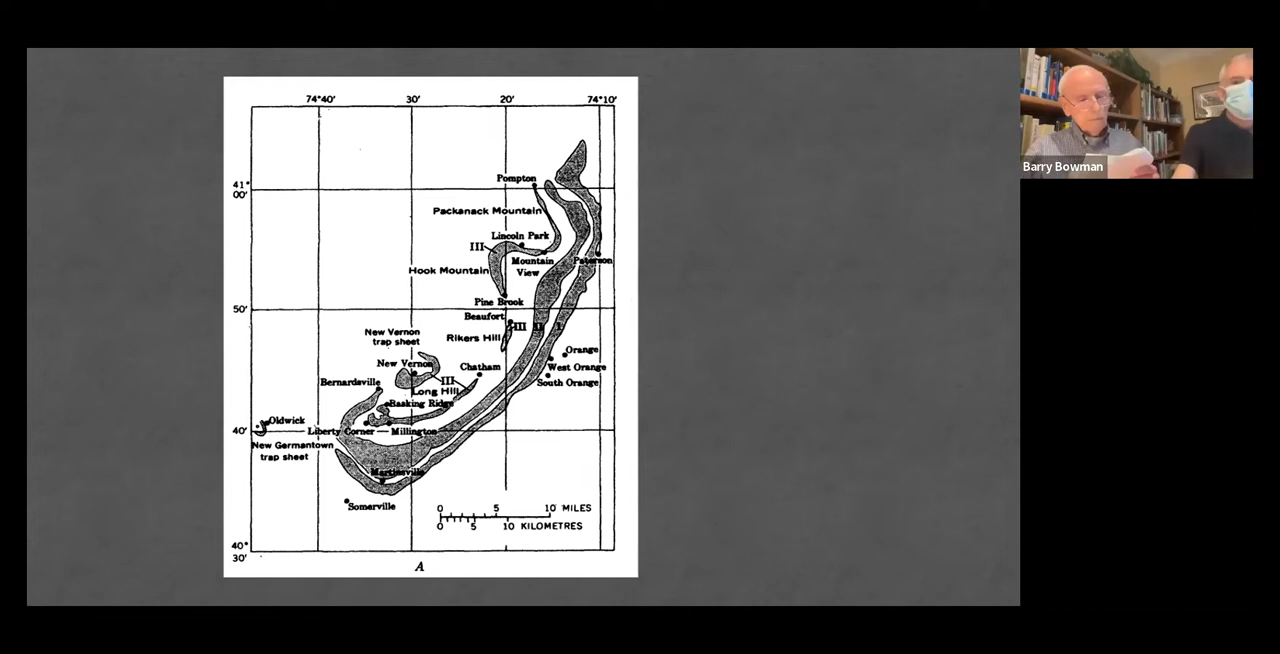 74°40′ 30′ 20′ 74°10′
41°
00′
Pompton
Packanack Mountain
Lincoln Park
III
Mountain
View
Paterson
Hook Mountain
Pine Brook
50′
Beaufort
III II I
Rikers Hill
New Vernon
trap sheet
Orange
West Orange
South Orange
New Vernon
Chatham
III
Long Hill
Bernardsville
Basking Ridge
Oldwick
40′
Liberty Corner
Millington
New Germantown
trap sheet
Martinsville
Somerville
0 5 10 MILES
0 5 10 KILOMETRES
40°
30′
A
Barry Bowman